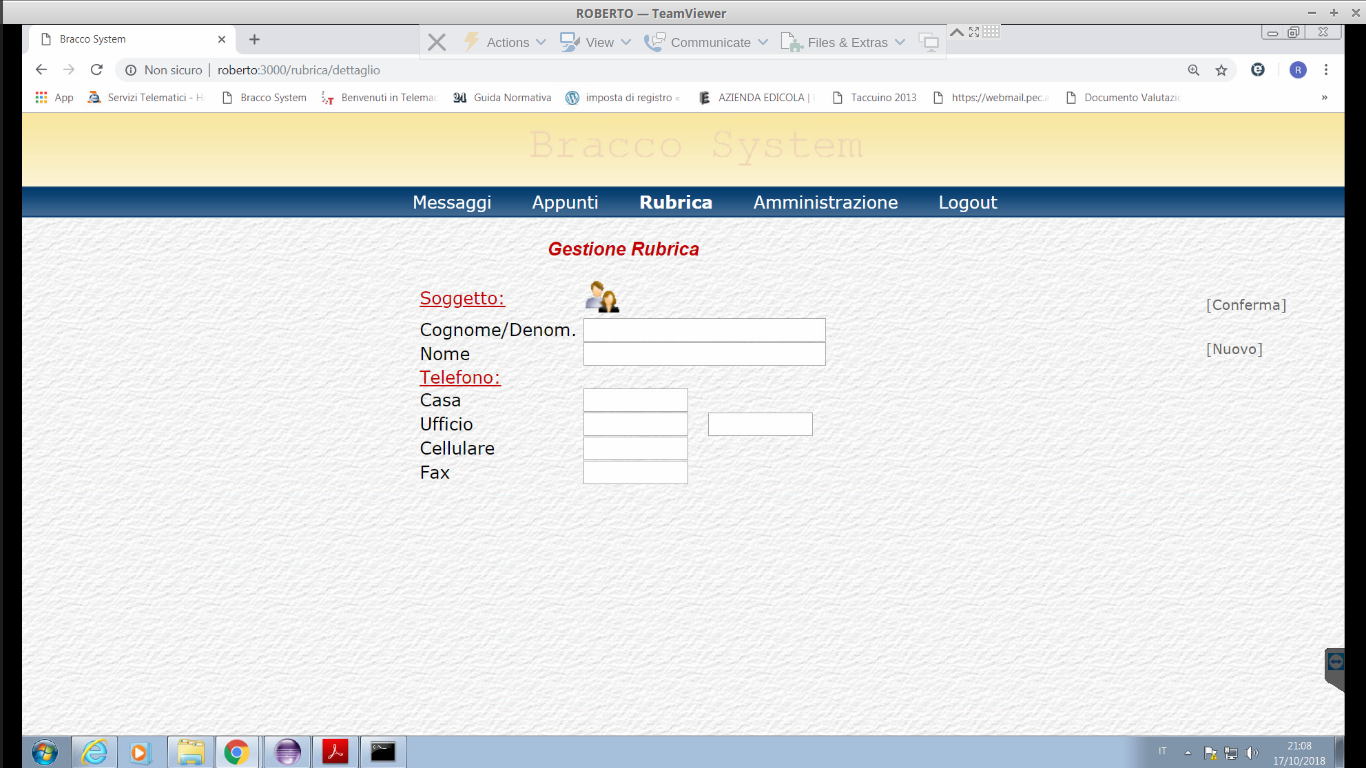 ROBERTO — TeamViewer
Bracco System
Actions View Communicate Files & Extras
Non sicuro | roberto:3000/rubrica/dettaglio
R
App Servizi Telematici - H Bracco System Benvenuti in Telemac Guida Normativa imposta di registro « AZIENDA EDICOLA | Taccuino 2013 https://webmail.pec.a Documento Valutazi »
Bracco System
Messaggi Appunti Rubrica Amministrazione Logout
Gestione Rubrica
Soggetto:
[Conferma]
Cognome/Denom.
[Nuovo]
Nome
Telefono:
Casa
Ufficio
Cellulare
Fax
IT
21:08
17/10/2018